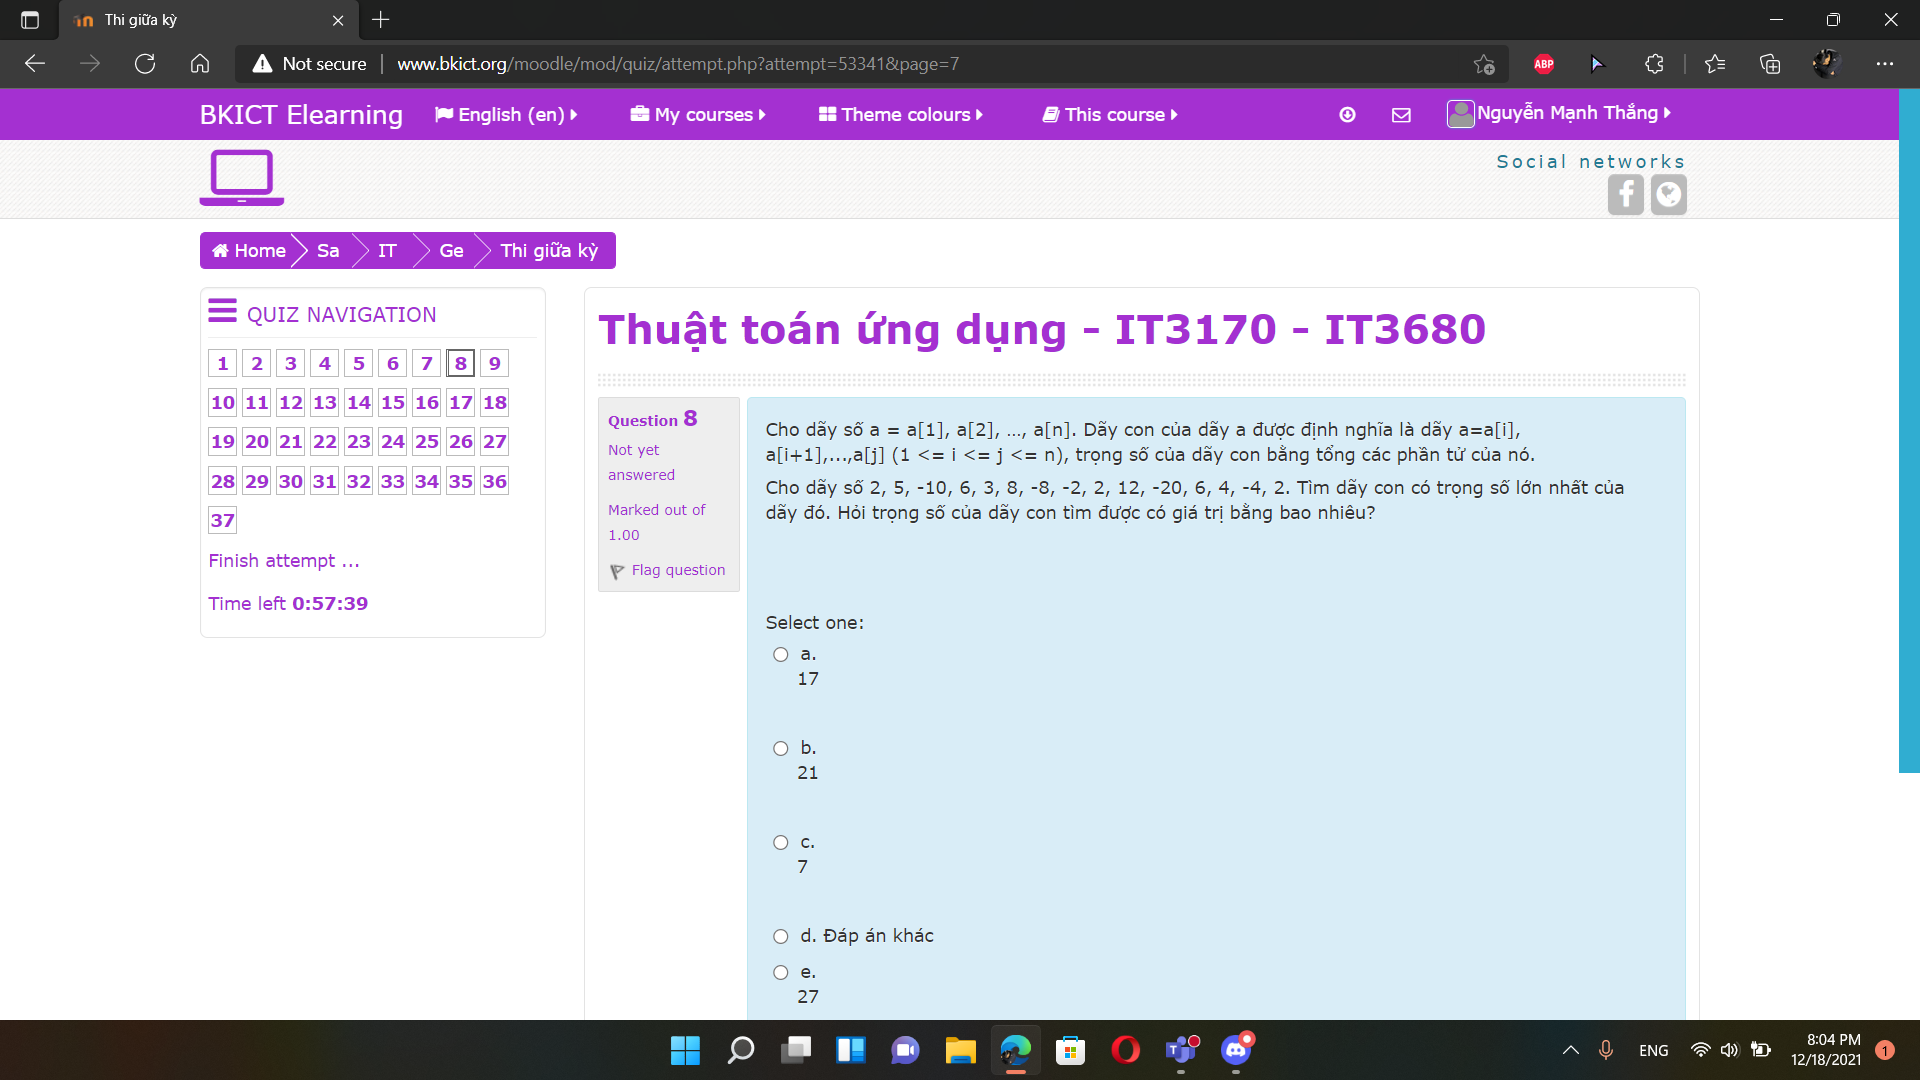 Thi giữa kỳ
Not secure
www.bkict.org/moodle/mod/quiz/attempt.php?attempt=53341&page=7
ABP
BKICT Elearning
English (en)
My courses
Theme colours
This course
Nguyễn Mạnh Thắng
Social networks
Home
Sa
IT
Ge
Thi giữa kỳ
QUIZ NAVIGATION
1 2 3 4 5 6 7 8 9
10 11 12 13 14 15 16 17 18
19 20 21 22 23 24 25 26 27
28 29 30 31 32 33 34 35 36
37
Finish attempt ...
Time left 0:57:39
Thuật toán ứng dụng - IT3170 - IT3680
Question 8
Not yet
answered
Marked out of
1.00
Flag question
Cho dãy số a = a[1], a[2], ..., a[n]. Dãy con của dãy a được định nghĩa là dãy a=a[i],
a[i+1],...,a[j] (1 <= i <= j <= n), trọng số của dãy con bằng tổng các phần tử của nó.
Cho dãy số 2, 5, -10, 6, 3, 8, -8, -2, 2, 12, -20, 6, 4, -4, 2. Tìm dãy con có trọng số lớn nhất của
dãy đó. Hỏi trọng số của dãy con tìm được có giá trị bằng bao nhiêu?
Select one:
a.
17
b.
21
c.
7
d. Đáp án khác
e.
27
ENG
8:04 PM
12/18/2021
1